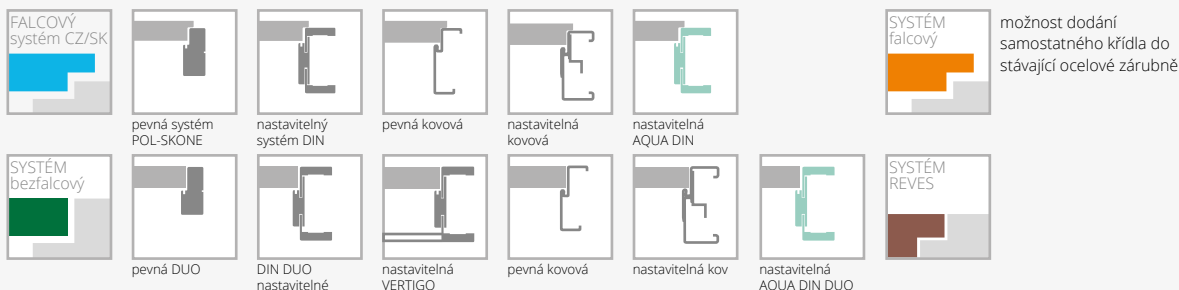 FALCOVÝ
systém CZ/SK
pevná systém
POL-SKONE
nastavitelný
systém DIN
pevná kovová
nastavitelná
kovová
nastavitelná
AQUA DIN
SYSTÉM
falcový
možnost dodání
samostatného křídla do
stávající ocelové zárubně
SYSTÉM
bezfalcový
pevná DUO
DIN DUO
nastavitelné
nastavitelná
VERTIGO
pevná kovová
nastavitelná kov
nastavitelná
AQUA DIN DUO
SYSTÉM
REVES